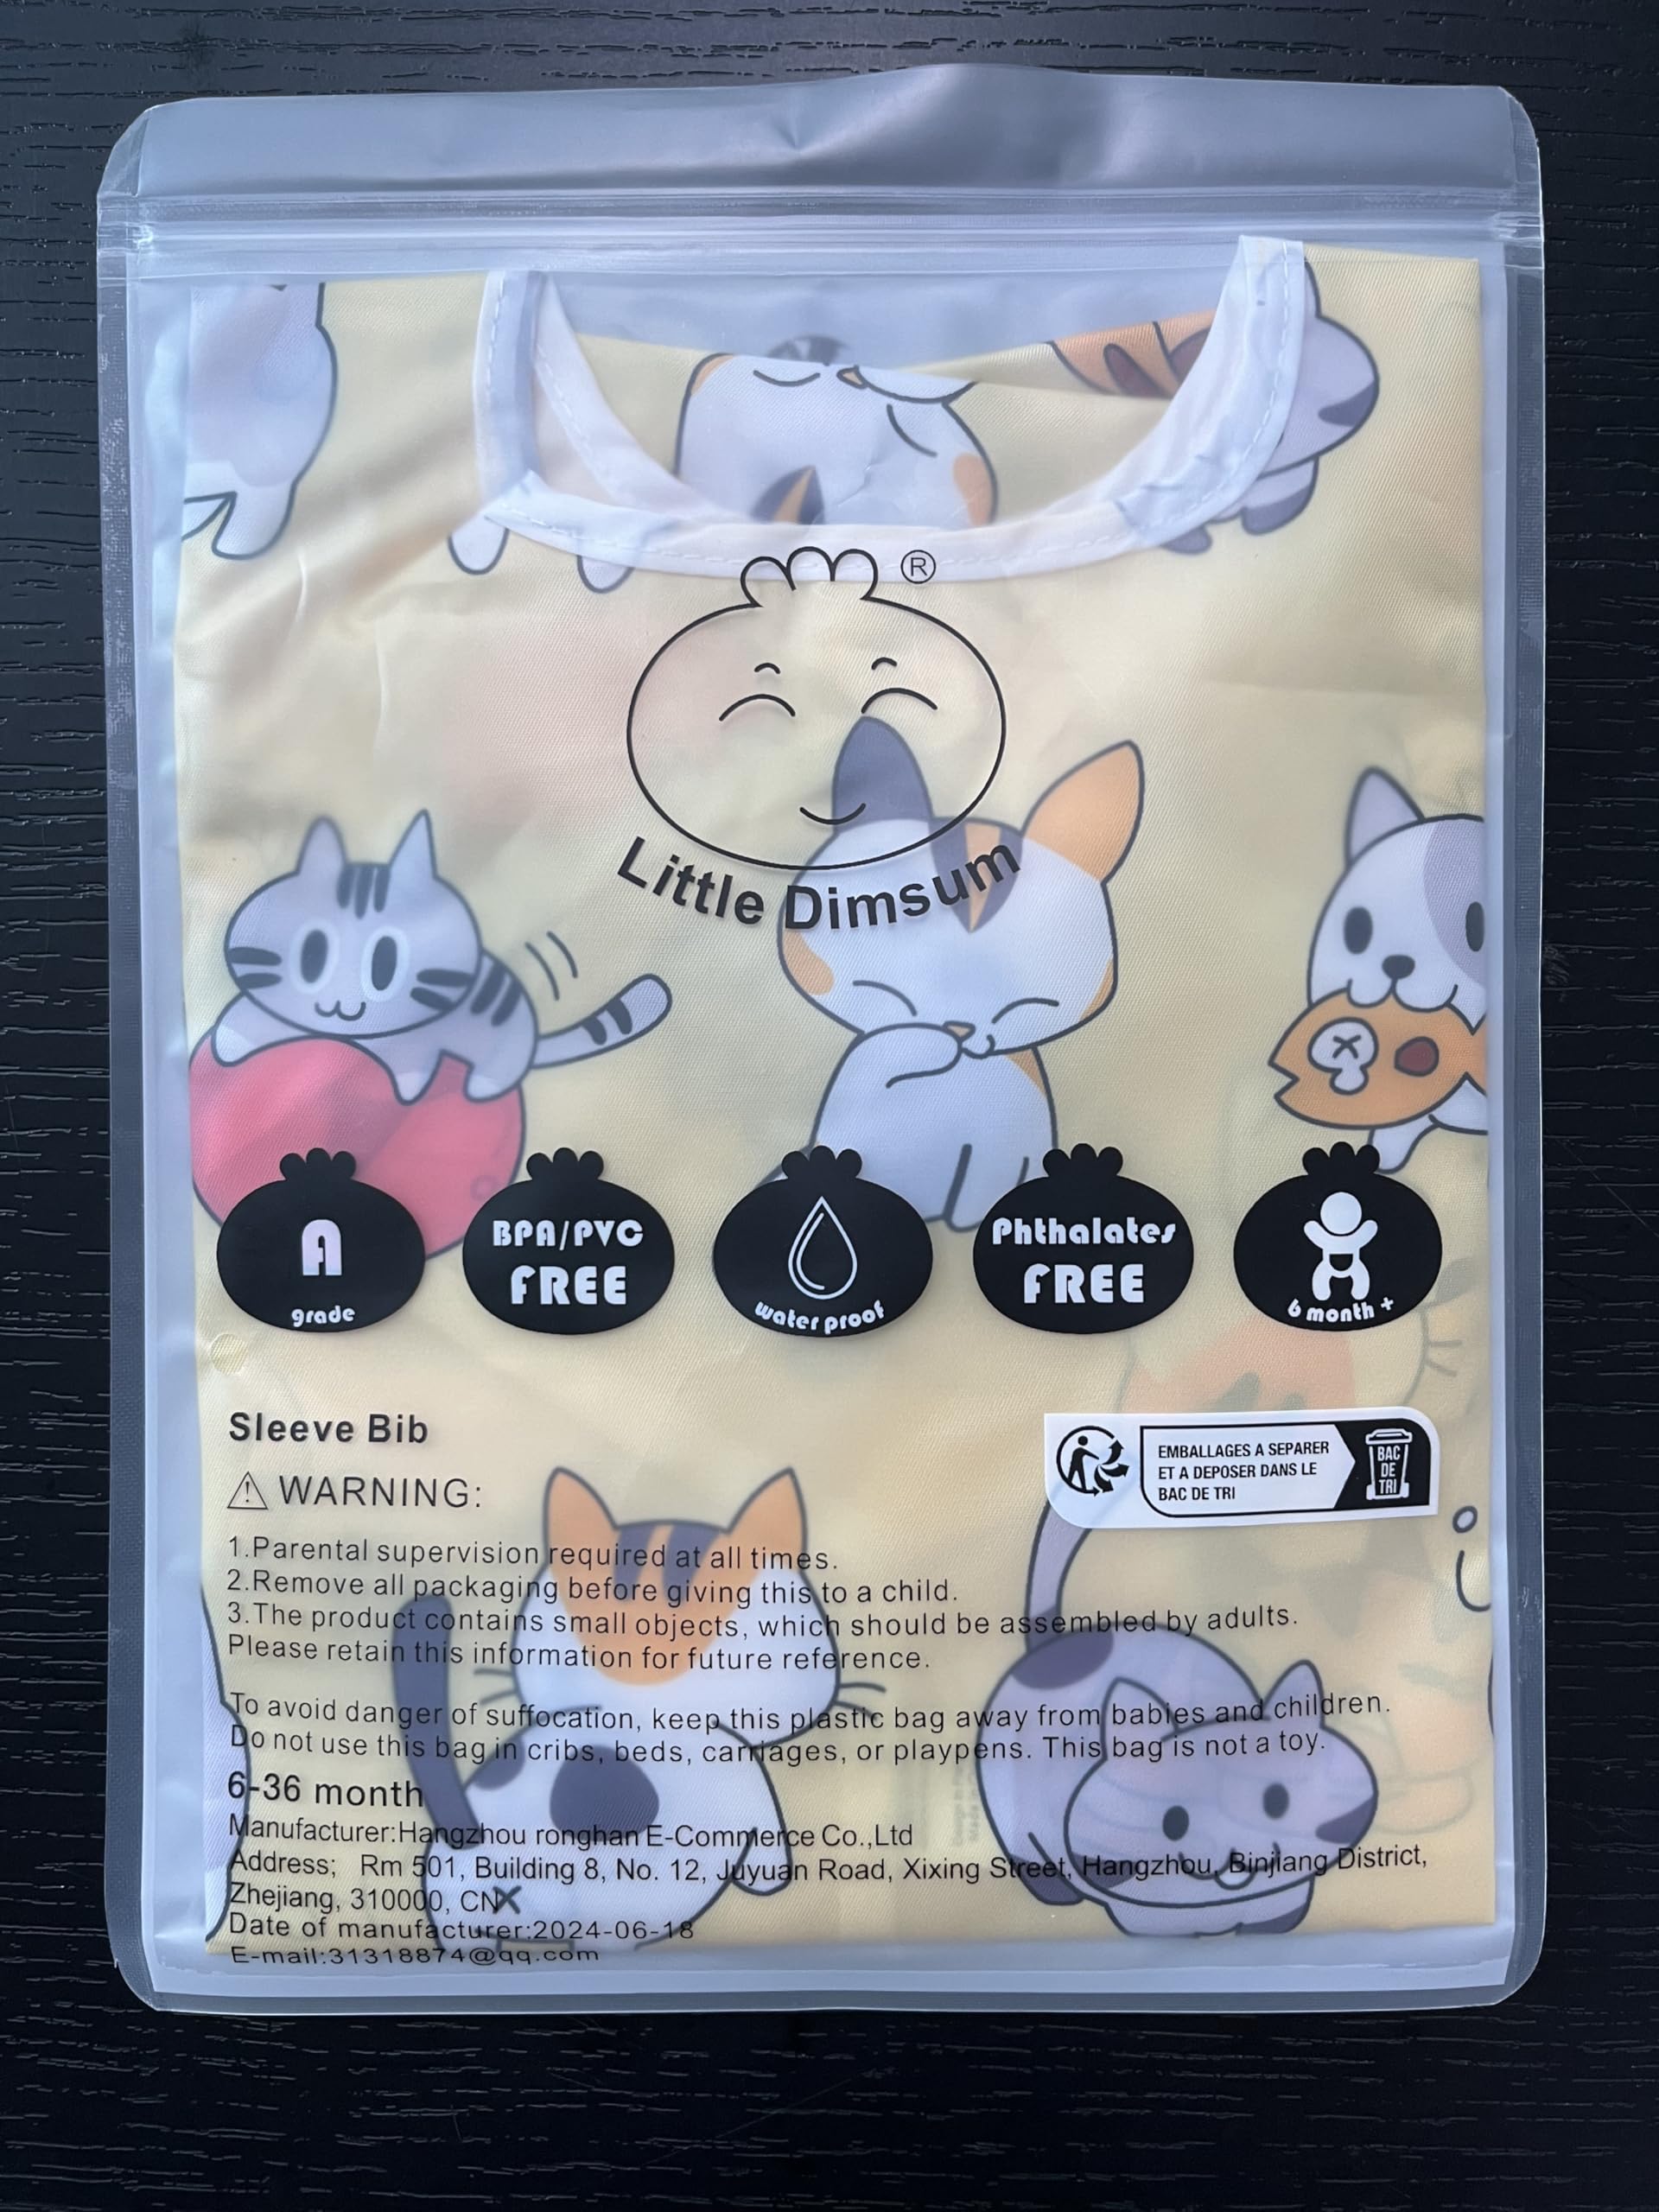 ®
Little Dimsum
A
grade
BPA/PVC
FREE
water proof
Phthalates
FREE
6 month +
Sleeve Bib
WARNING:
EMBALLAGES A SEPARER
ET A DEPOSER DANS LE
BAC DE TRI
BAC
DE
TRI
1.Parental supervision required at all times.
2.Remove all packaging before giving this to a child.
3.The product contains small objects, which should be assembled by adults.
Please retain this information for future reference.
To avoid danger of suffocation, keep this plastic bag away from babies and children.
Do not use this bag in cribs, beds, carriages, or playpens. This bag is not a toy.
6-36 month
Manufacturer:Hangzhou ronghan E-Commerce Co.,Ltd
Address; Rm 501, Building 8, No. 12, Juyuan Road, Xixing Street, Hangzhou, Binjiang District,
Zhejiang, 310000, CN
Date of manufacturer:2024-06-18
E-mail:31318874@qq.com